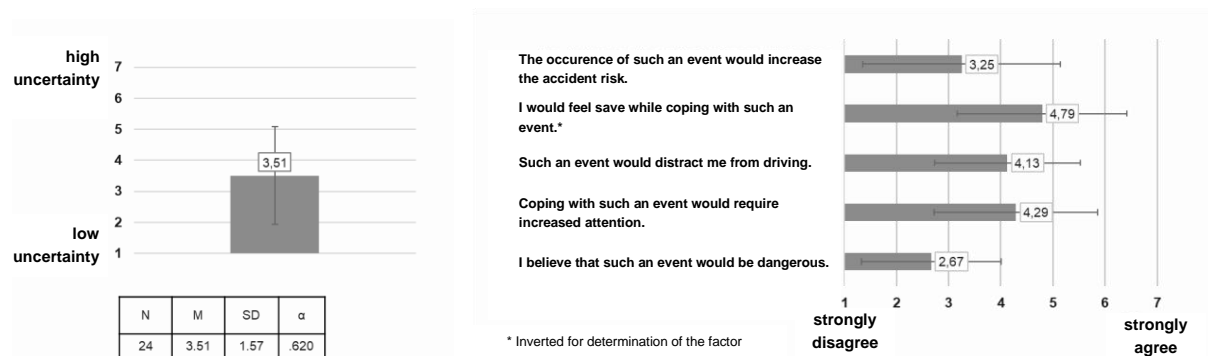 high
uncertainty
7
6
5
4
3
2
1
3,51
low
uncertainty
N M SD α
24 3.51 1.57 .620
The occurence of such an event would increase
the accident risk.
3,25
I would feel save while coping with such an
event.*
4,79
Such an event would distract me from driving.
4,13
Coping with such an event would require
increased attention.
4,29
I believe that such an event would be dangerous.
2,67
1 2 3 4 5 6 7
strongly
disagree
strongly
agree
* Inverted for determination of the factor